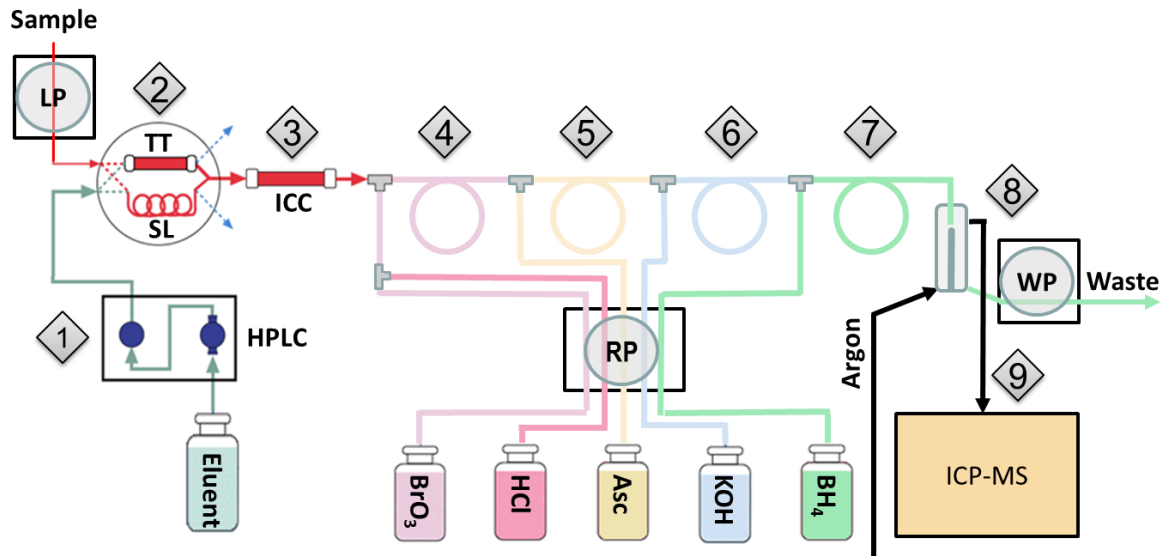 Sample
LP
2
TT
SL
3
ICC
4
5
6
7
8
WP
Waste
1
HPLC
RP
Argon
9
Eluent
BrO₃
HCl
Asc
KOH
BH₄
ICP-MS